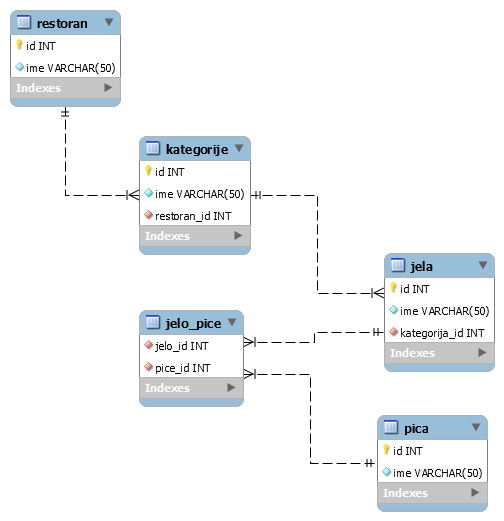 restoran
id INT
ime VARCHAR(50)
Indexes
kategorije
id INT
ime VARCHAR(50)
restoran_id INT
Indexes
jela
id INT
ime VARCHAR(50)
kategorija_id INT
Indexes
jelo_pice
jelo_id INT
pice_id INT
Indexes
pica
id INT
ime VARCHAR(50)
Indexes